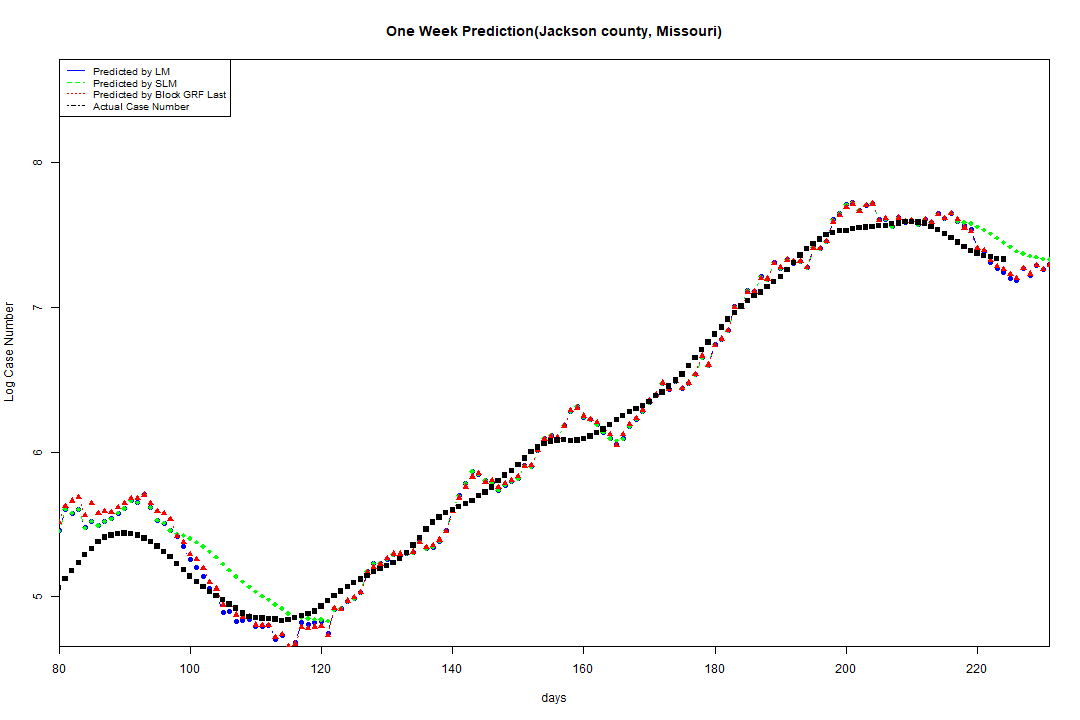 One Week Prediction(Jackson county, Missouri)
Predicted by LM
Predicted by SLM
Predicted by Block GRF Last
Actual Case Number
8
7
6
5
Log Case Number
80 100 120 140 160 180 200 220
days